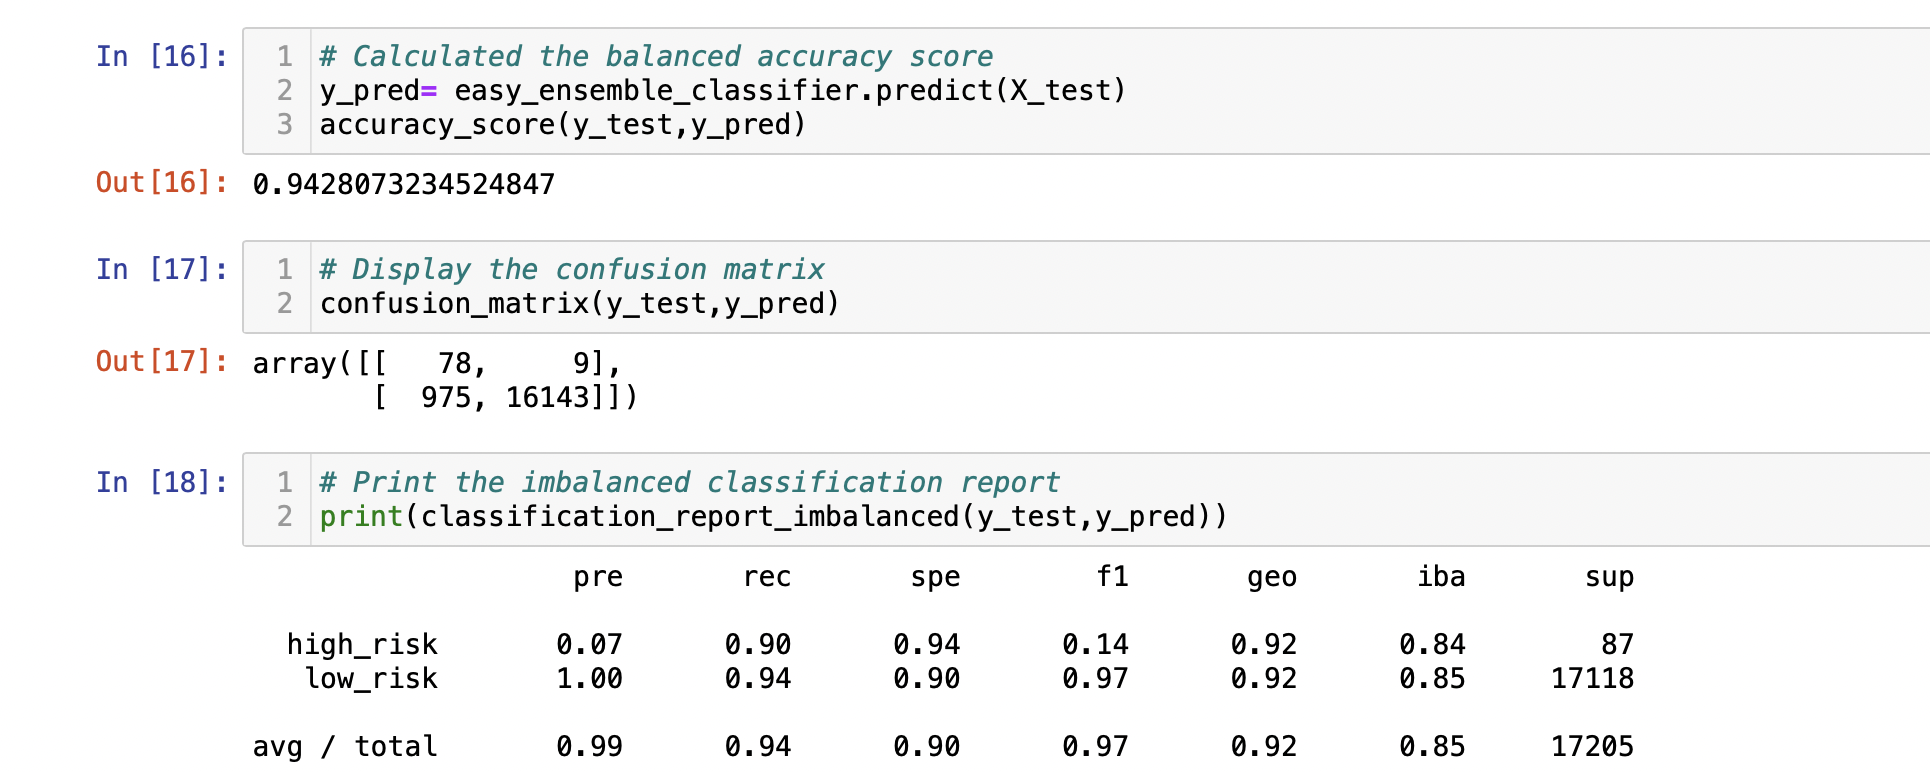 In [16]:
1 # Calculated the balanced accuracy score
2 y_pred= easy_ensemble_classifier.predict(X_test)
3 accuracy_score(y_test,y_pred)
Out[16]: 0.9428073234524847
In [17]:
1 # Display the confusion matrix
2 confusion_matrix(y_test,y_pred)
Out[17]: array([[   78,     9],
       [  975, 16143]])
In [18]:
1 # Print the imbalanced classification report
2 print(classification_report_imbalanced(y_test,y_pred))
pre rec spe f1 geo iba sup
high_risk 0.07 0.90 0.94 0.14 0.92 0.84 87
low_risk 1.00 0.94 0.90 0.97 0.92 0.85 17118
avg / total 0.99 0.94 0.90 0.97 0.92 0.85 17205